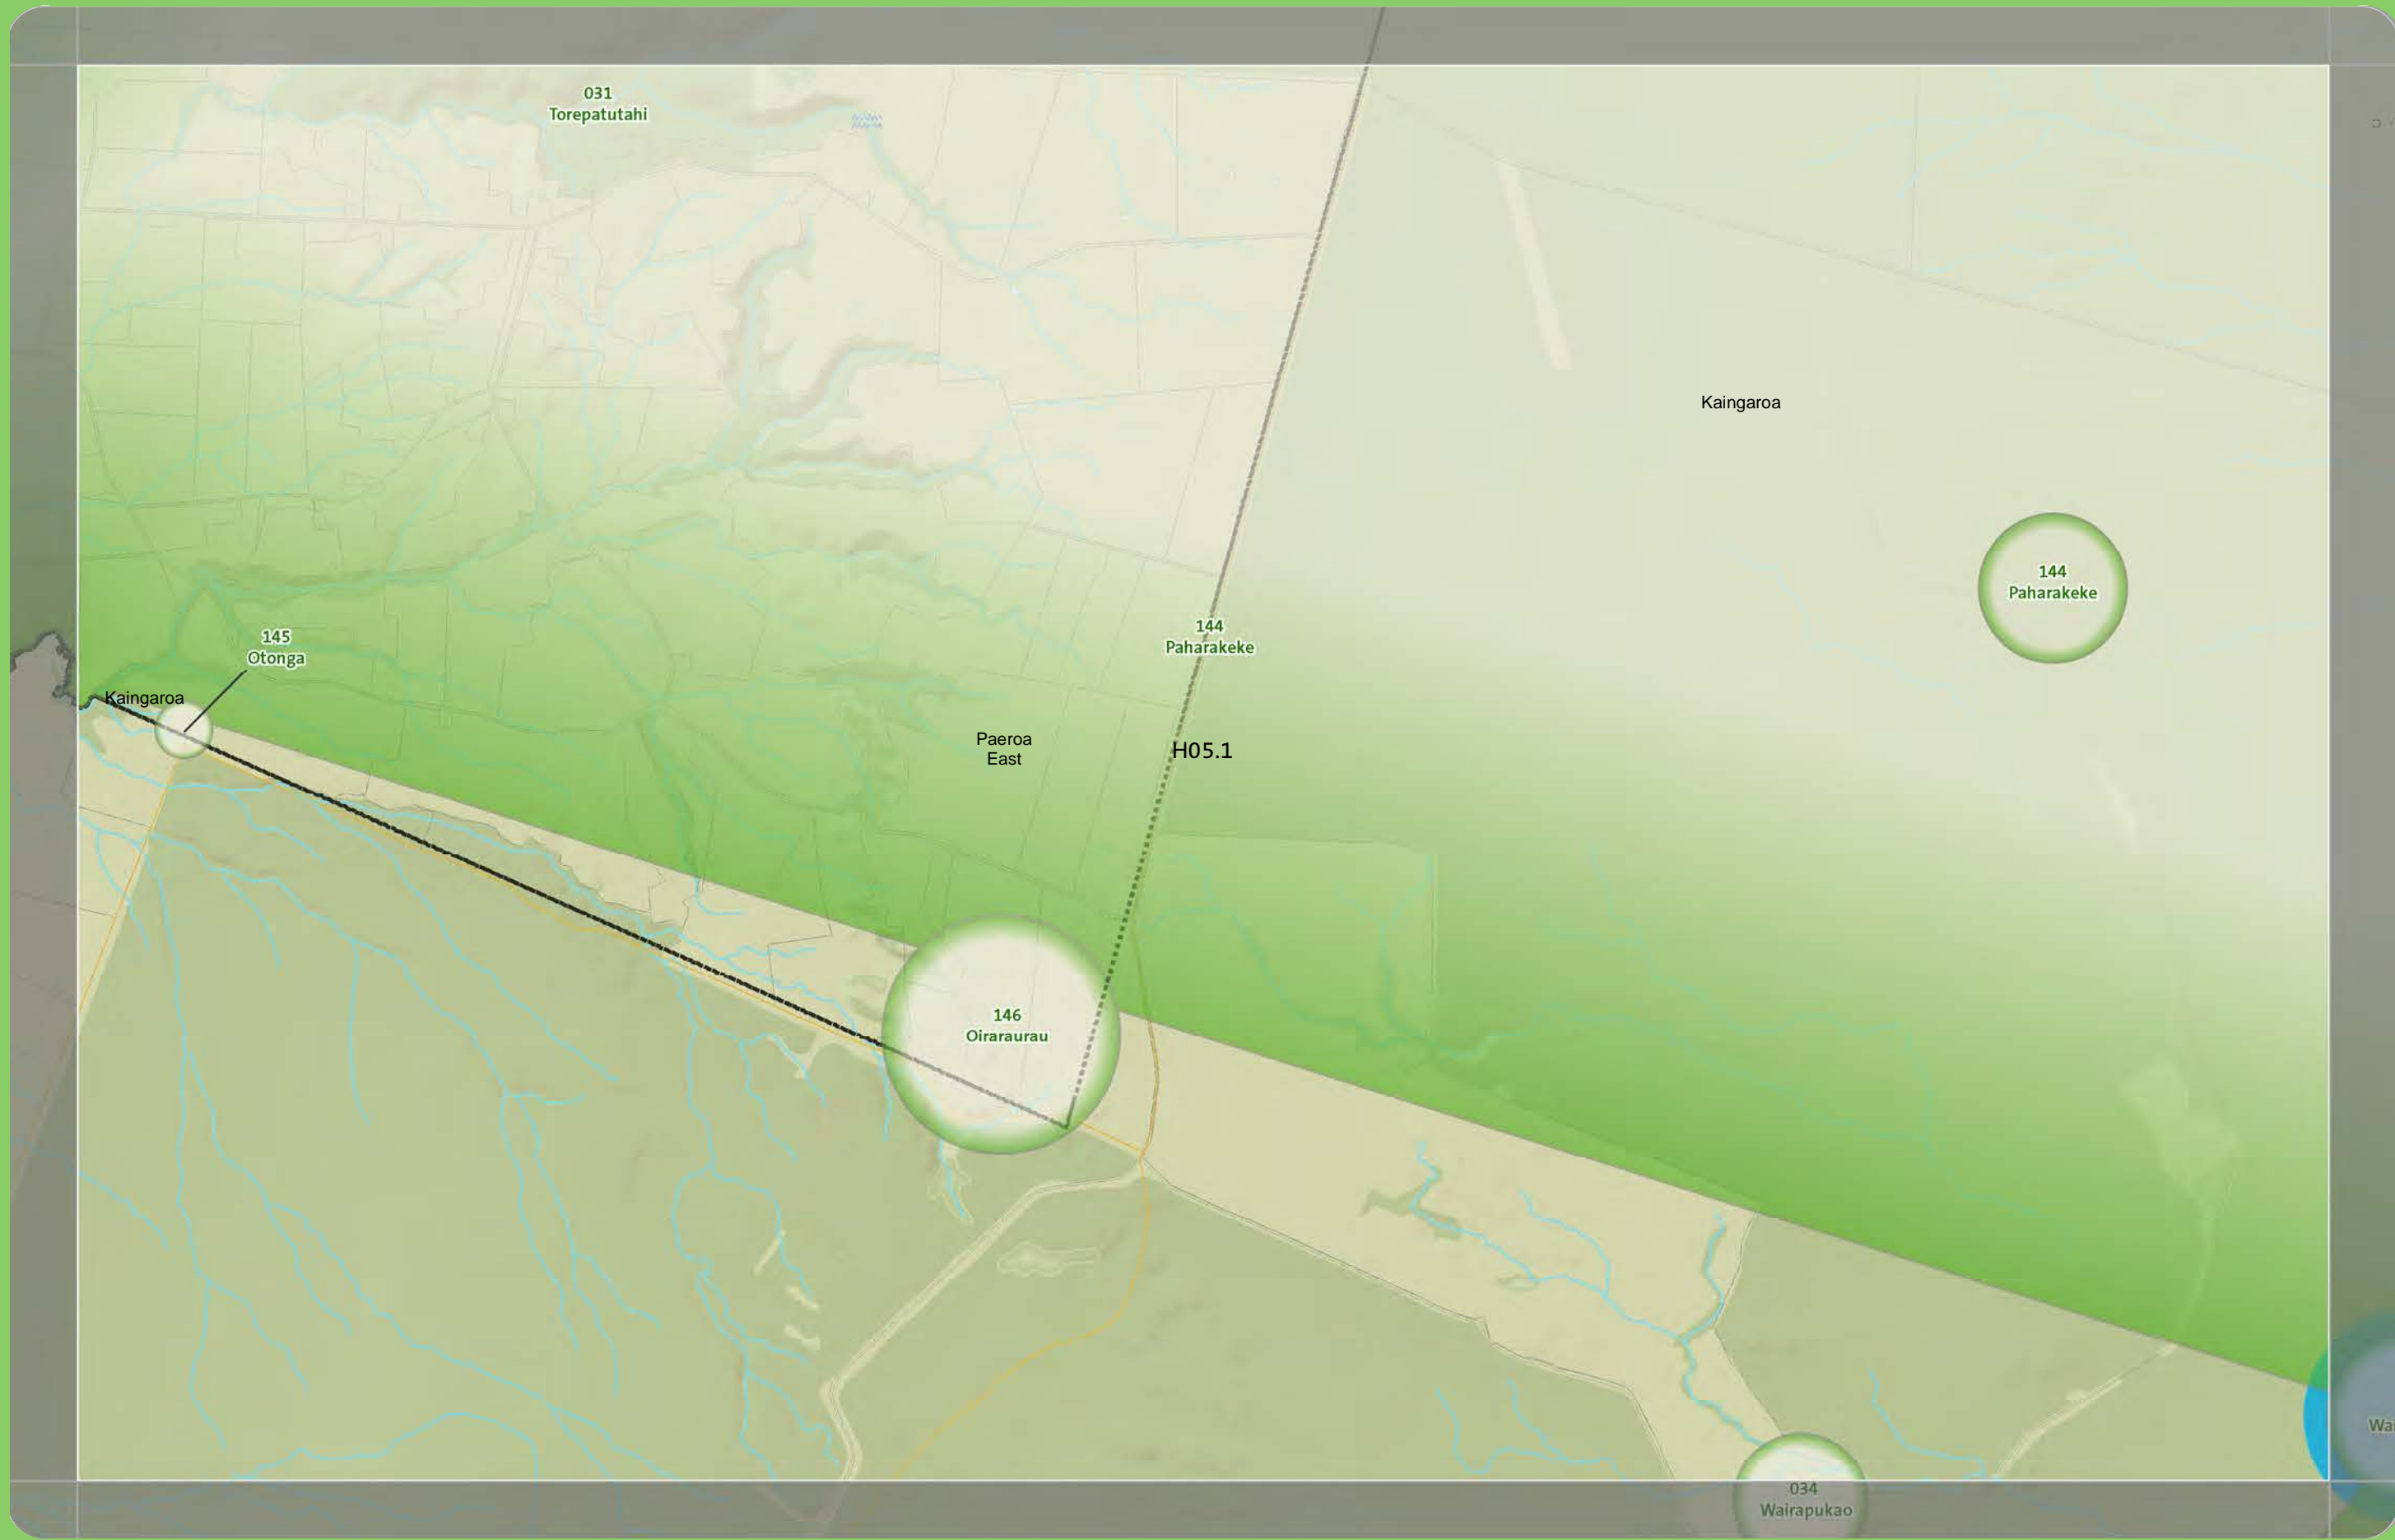 031
Torepatutahi
Kaingaroa
144
Paharakeke
145
Otonga
144
Paharakeke
Kaingaroa
Paeroa
East
H05.1
146
Oiraraurau
034
Wairapukao